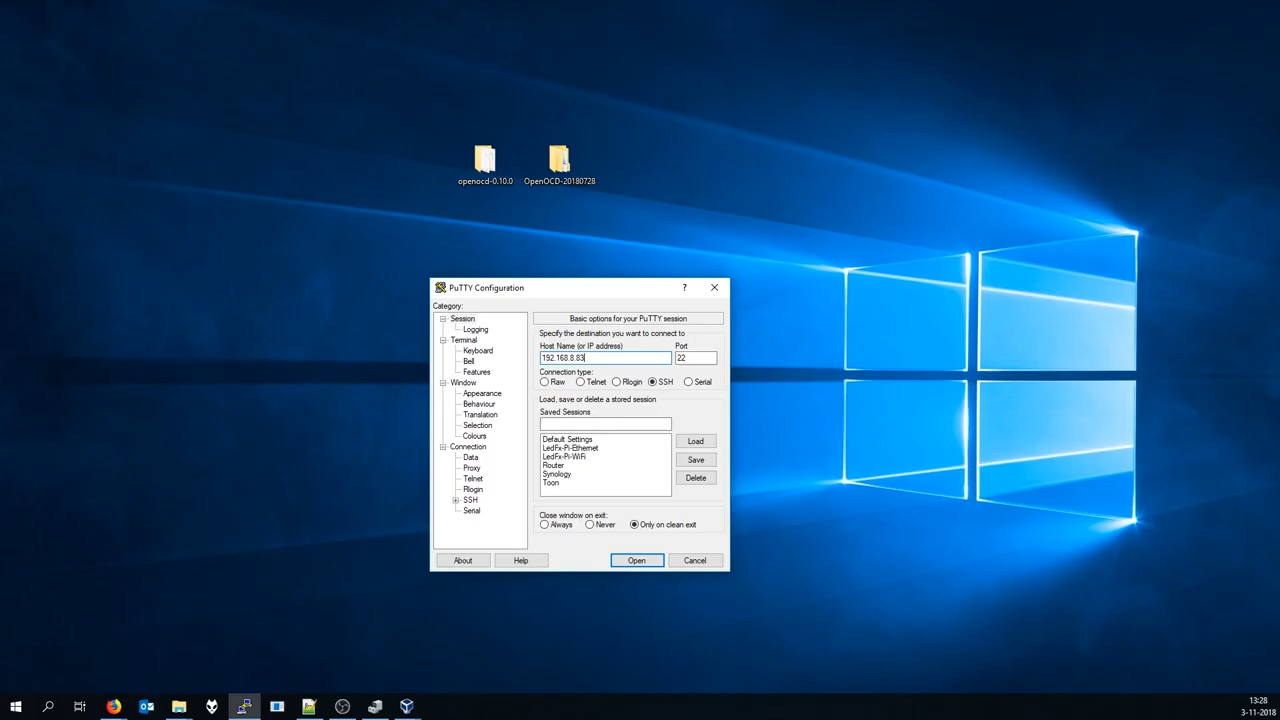 openocd-0.10.0
OpenOCD-20180728
PuTTY Configuration
?
Category:
Session
Logging
Terminal
Keyboard
Bell
Features
Window
Appearance
Behaviour
Translation
Selection
Colours
Connection
Data
Proxy
Telnet
Rlogin
SSH
Serial
Basic options for your PuTTY session
Specify the destination you want to connect to
Host Name (or IP address)
Port
192.168.8.83
22
Connection type:
Raw
Telnet
Rlogin
SSH
Serial
Load, save or delete a stored session
Saved Sessions
Default Settings
LedFx-Pi-Ethernet
LedFx-Pi-WiFi
Router
Synology
Toon
Load
Save
Delete
Close window on exit:
Always
Never
Only on clean exit
About
Help
Open
Cancel
13:28
3-11-2018